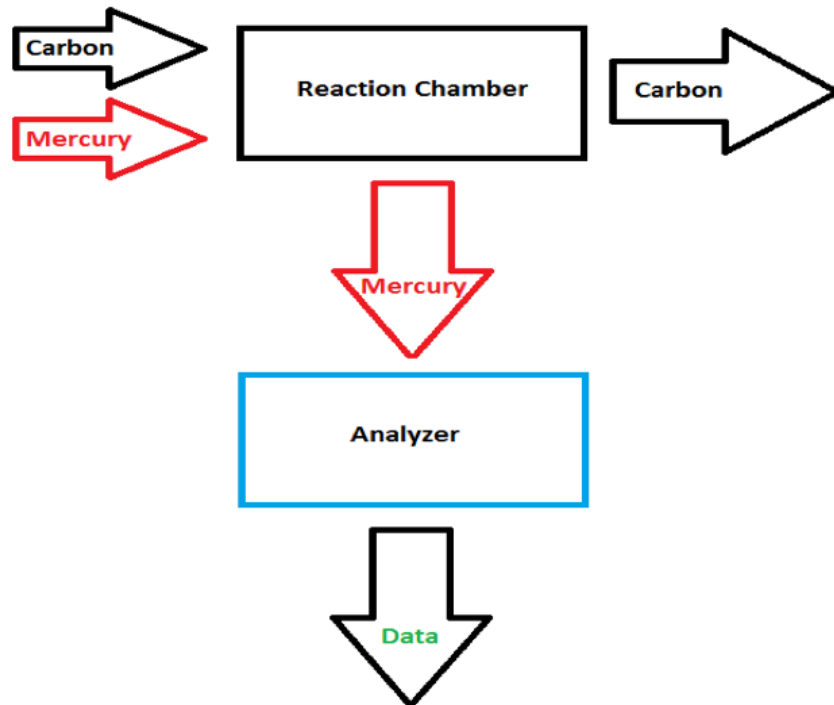 Carbon
Reaction Chamber
Carbon
Mercury
Mercury
Analyzer
Data